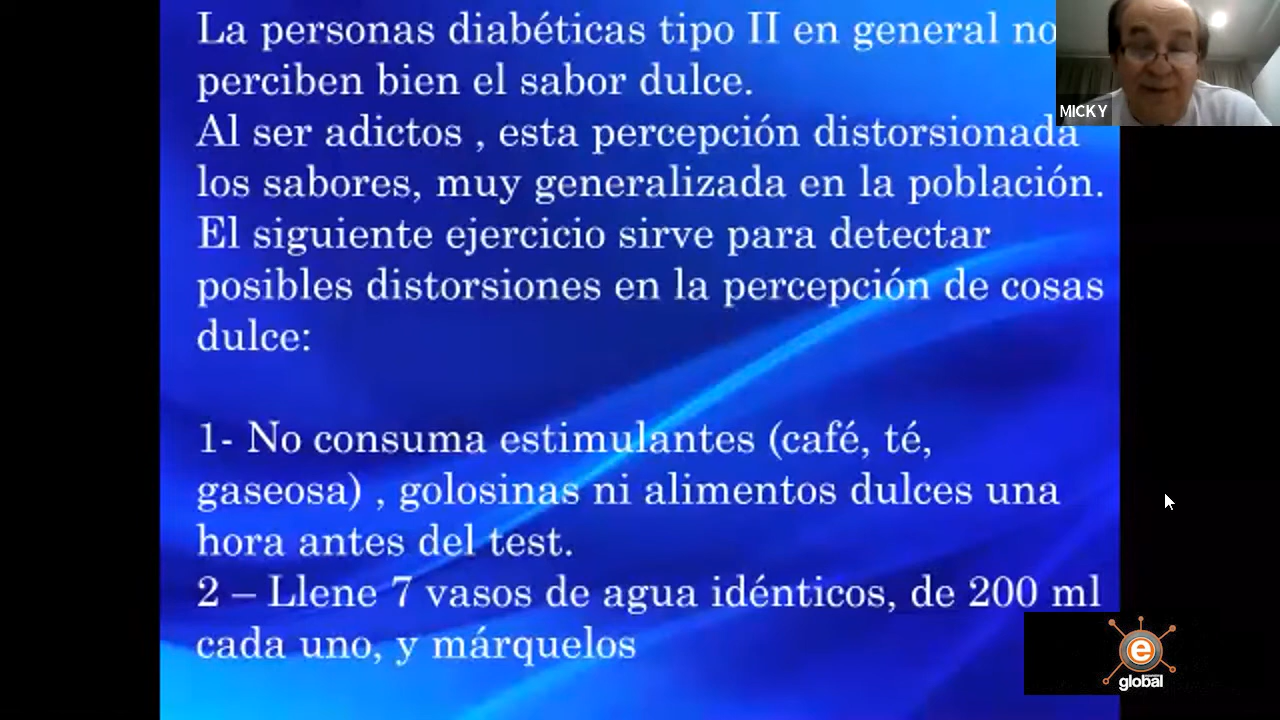 La personas diabéticas tipo II en general no
perciben bien el sabor dulce.
Al ser adictos , esta percepción distorsionada
los sabores, muy generalizada en la población.
El siguiente ejercicio sirve para detectar
posibles distorsiones en la percepción de cosas
dulce:
1- No consuma estimulantes (café, té,
gaseosa) , golosinas ni alimentos dulces una
hora antes del test.
2 – Llene 7 vasos de agua idénticos, de 200 ml
cada uno, y márquelos
MICKY
e
global